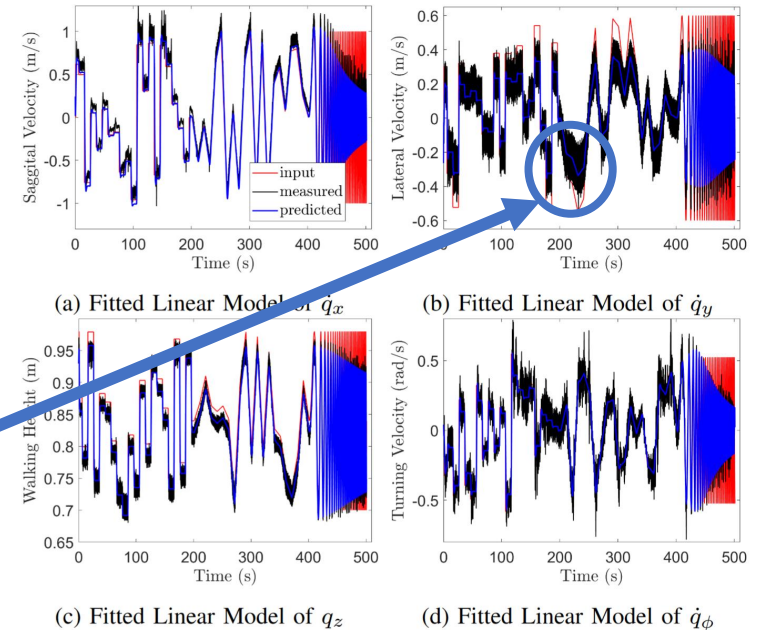 Saggital Velocity (m/s)
1
0.5
0
-0.5
-1
input
measured
predicted
0 100 200 300 400 500
Time (s)
(a) Fitted Linear Model of q̇x
Lateral Velocity (m/s)
0.6
0.4
0.2
0
-0.2
-0.4
-0.6
0 100 200 300 400 500
Time (s)
(b) Fitted Linear Model of q̇y
Walking Height (m)
0.95
0.9
0.85
0.8
0.75
0.7
0.65
0 100 200 300 400 500
Time (s)
(c) Fitted Linear Model of qz
Turning Velocity (rad/s)
0.5
0
-0.5
0 100 200 300 400 500
Time (s)
(d) Fitted Linear Model of q̇ϕ